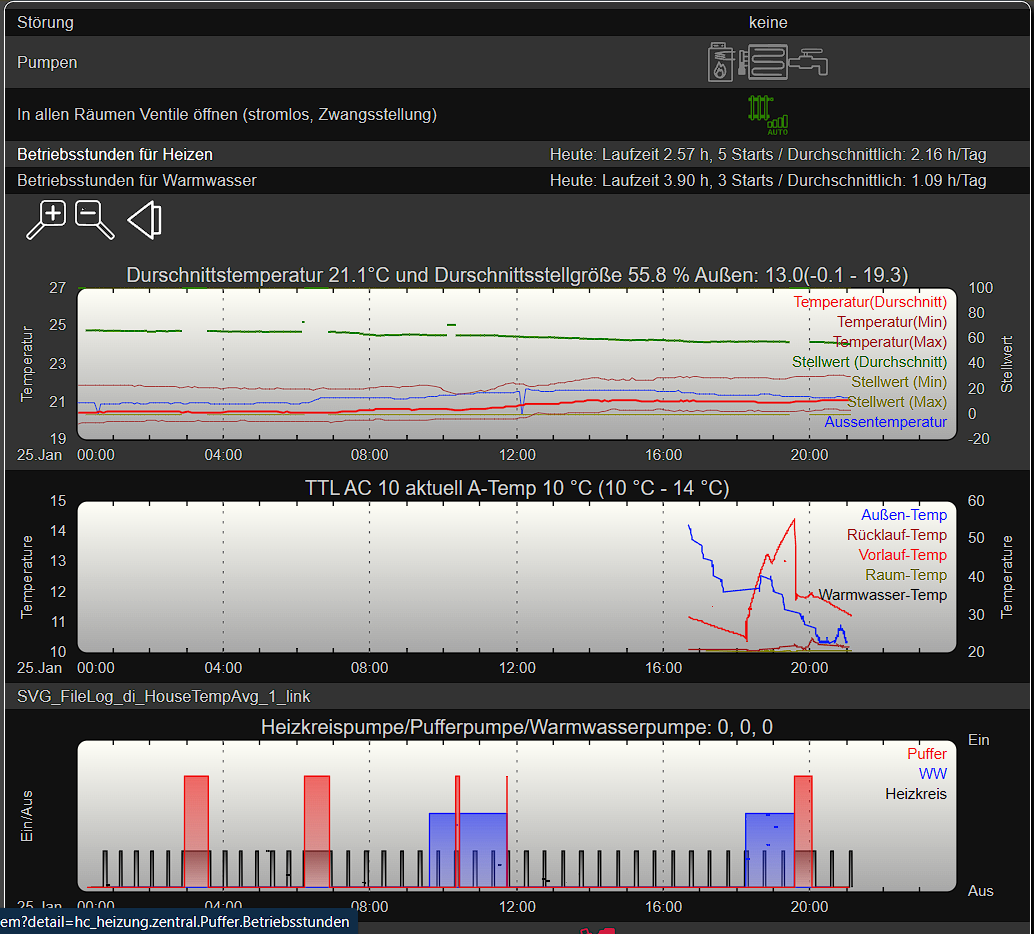 Störung keine
Pumpen
In allen Räumen Ventile öffnen (stromlos, Zwangsstellung)
AUTO
Betriebsstunden für Heizen Heute: Laufzeit 2.57 h, 5 Starts / Durchschnittlich: 2.16 h/Tag
Betriebsstunden für Warmwasser Heute: Laufzeit 3.90 h, 3 Starts / Durchschnittlich: 1.09 h/Tag
Durschnittstemperatur 21.1°C und Durschnittsstellgröße 55.8 % Außen: 13.0(-0.1 - 19.3)
27 100
Temperatur(Durschnitt)
80
Temperatur(Min)
25
60
Temperatur(Max)
23
Stellwert (Durchschnitt)
40
Stellwert (Min)
20
21
Stellwert (Max)
0
Aussentemperatur
19 -20
Temperatur
Stellwert
25.Jan 00:00 04:00 08:00 12:00 16:00 20:00
TTL AC 10 aktuell A-Temp 10 °C (10 °C - 14 °C)
15 60
Außen-Temp
14
Rücklauf-Temp
50
Vorlauf-Temp
13
Raum-Temp
40
12
Warmwasser-Temp
30
11
10 20
Temperature
Temperature
25.Jan 00:00 04:00 08:00 12:00 16:00 20:00
SVG_FileLog_di_HouseTempAvg_1_link
Heizkreispumpe/Pufferpumpe/Warmwasserpumpe: 0, 0, 0
Ein
Puffer
WW
Heizkreis
Ein/Aus
Aus
25.Jan 00:00 04:00 08:00 12:00 16:00 20:00
em?detail=hc_heizung.zentral.Puffer.Betriebsstunden